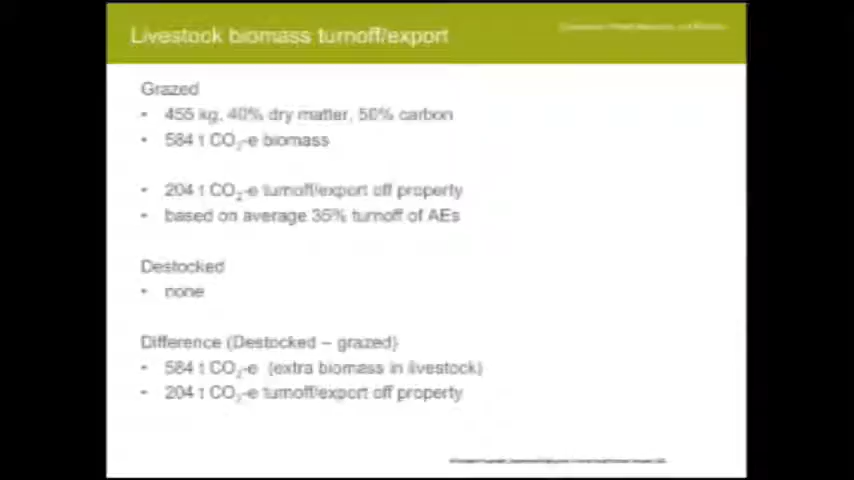 Livestock biomass turnoff/export
Grazed
• 455 kg, 40% dry matter, 50% carbon
• 584 t CO₂-e biomass
• 204 t CO₂-e turnoff/export off property
• based on average 35% turnoff of AEs
Destocked
• none
Difference (Destocked – grazed)
• 584 t CO₂-e (extra biomass in livestock)
• 204 t CO₂-e turnoff/export off property